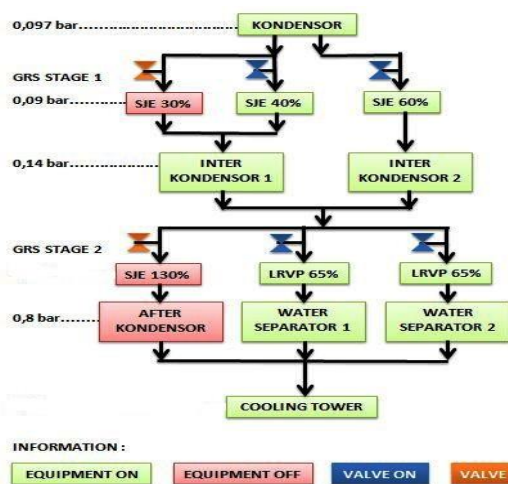 0,097 bar........................ KONDENSOR
GRS STAGE 1
0,09 bar........................ SJE 30% SJE 40% SJE 60%
0,14 bar........................ INTER KONDENSOR 1 INTER KONDENSOR 2
GRS STAGE 2
SJE 130% LRVP 65% LRVP 65%
0,8 bar............. AFTER KONDENSOR WATER SEPARATOR 1 WATER SEPARATOR 2
COOLING TOWER
INFORMATION :
EQUIPMENT ON EQUIPMENT OFF VALVE ON VALVE